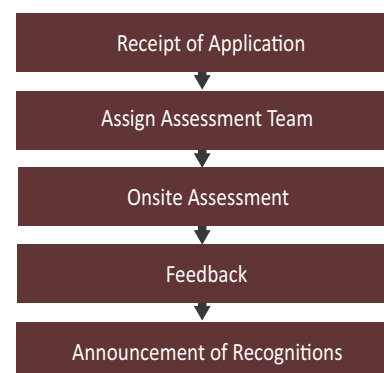 Receipt of Application
Assign Assessment Team
Onsite Assessment
Feedback
Announcement of Recognitions